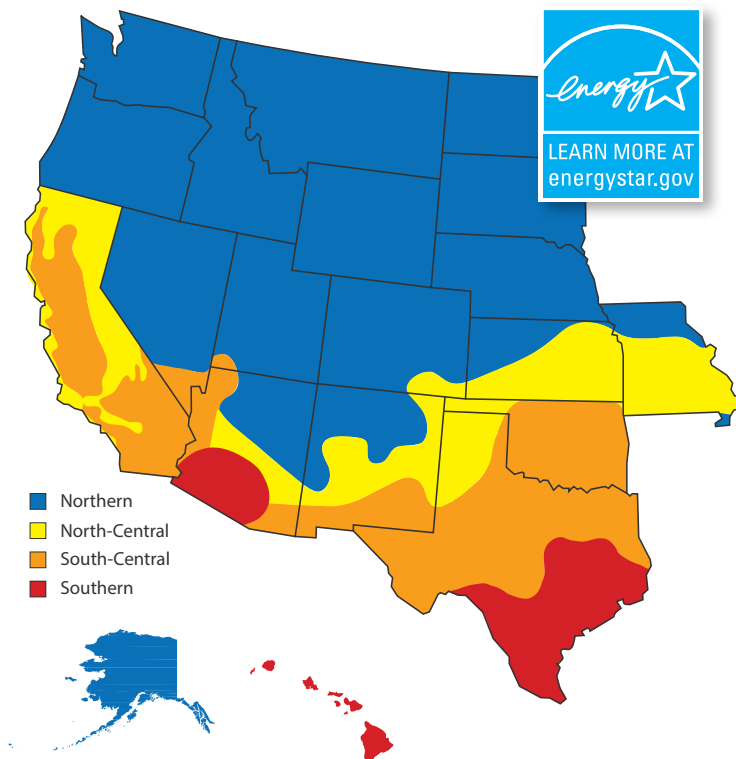 energy
LEARN MORE AT
energystar.gov
Northern
North-Central
South-Central
Southern